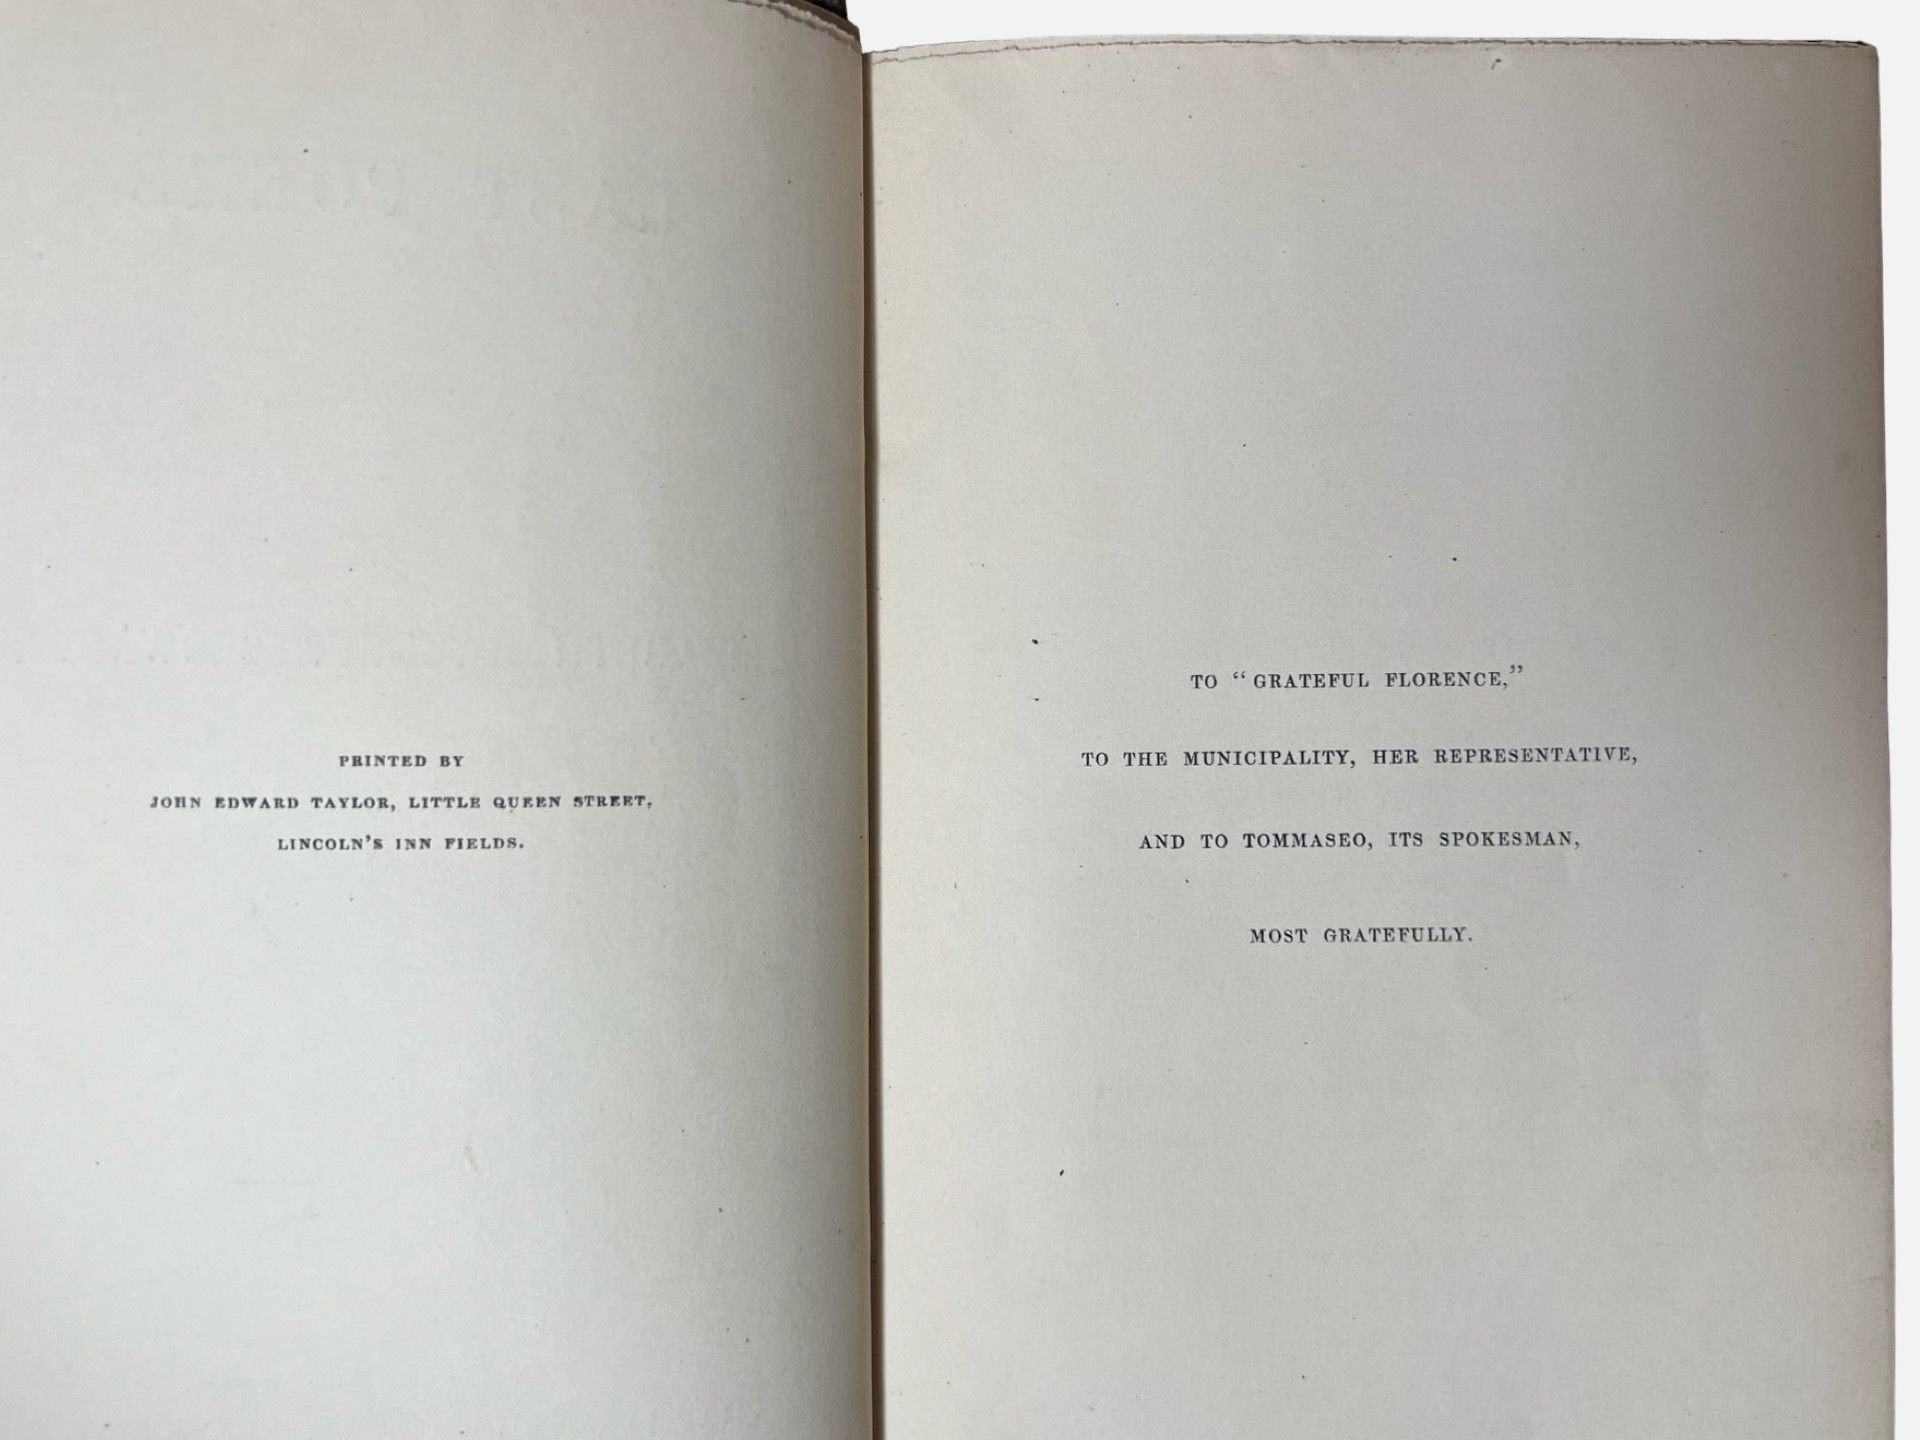 PRINTED BY
JOHN EDWARD TAYLOR, LITTLE QUEEN STREET,
LINCOLN'S INN FIELDS.
TO "GRATEFUL FLORENCE,"
TO THE MUNICIPALITY, HER REPRESENTATIVE,
AND TO TOMMASEO, ITS SPOKESMAN,
MOST GRATEFULLY.